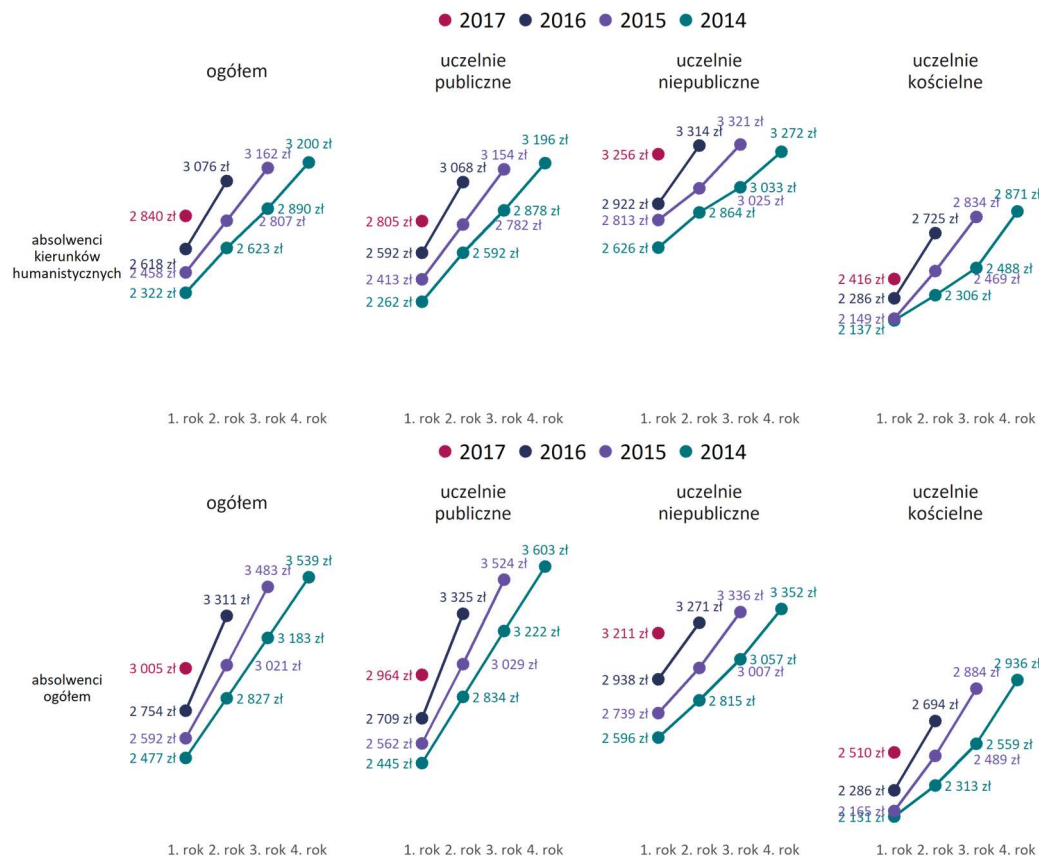 2017 2016 2015 2014
ogółem
uczelnie
publiczne
uczelnie
niepubliczne
uczelnie
kościelne
absolwenci
kierunków
humanistycznych
2 840 zł
2 618 zł
2 458 zł
2 322 zł
3 076 zł
2 807 zł
2 623 zł
3 162 zł
2 890 zł
3 200 zł
2 805 zł
2 592 zł
2 413 zł
2 262 zł
3 068 zł
2 782 zł
2 592 zł
3 154 zł
2 878 zł
3 196 zł
3 256 zł
2 922 zł
2 813 zł
2 626 zł
3 314 zł
3 025 zł
2 864 zł
3 321 zł
3 033 zł
3 272 zł
2 416 zł
2 286 zł
2 149 zł
2 137 zł
2 725 zł
2 469 zł
2 306 zł
2 834 zł
2 488 zł
2 871 zł
1. rok 2. rok 3. rok 4. rok
1. rok 2. rok 3. rok 4. rok
1. rok 2. rok 3. rok 4. rok
1. rok 2. rok 3. rok 4. rok
2017 2016 2015 2014
ogółem
uczelnie
publiczne
uczelnie
niepubliczne
uczelnie
kościelne
absolwenci
ogółem
3 005 zł
2 754 zł
2 592 zł
2 477 zł
3 311 zł
3 021 zł
2 827 zł
3 483 zł
3 183 zł
3 539 zł
2 964 zł
2 709 zł
2 562 zł
2 445 zł
3 325 zł
3 029 zł
2 834 zł
3 524 zł
3 222 zł
3 603 zł
3 211 zł
2 938 zł
2 739 zł
2 596 zł
3 271 zł
3 007 zł
2 815 zł
3 336 zł
3 057 zł
3 352 zł
2 510 zł
2 286 zł
2 165 zł
2 131 zł
2 694 zł
2 489 zł
2 313 zł
2 884 zł
2 559 zł
2 936 zł
1. rok 2. rok 3. rok 4. rok
1. rok 2. rok 3. rok 4. rok
1. rok 2. rok 3. rok 4. rok
1. rok 2. rok 3. rok 4. rok